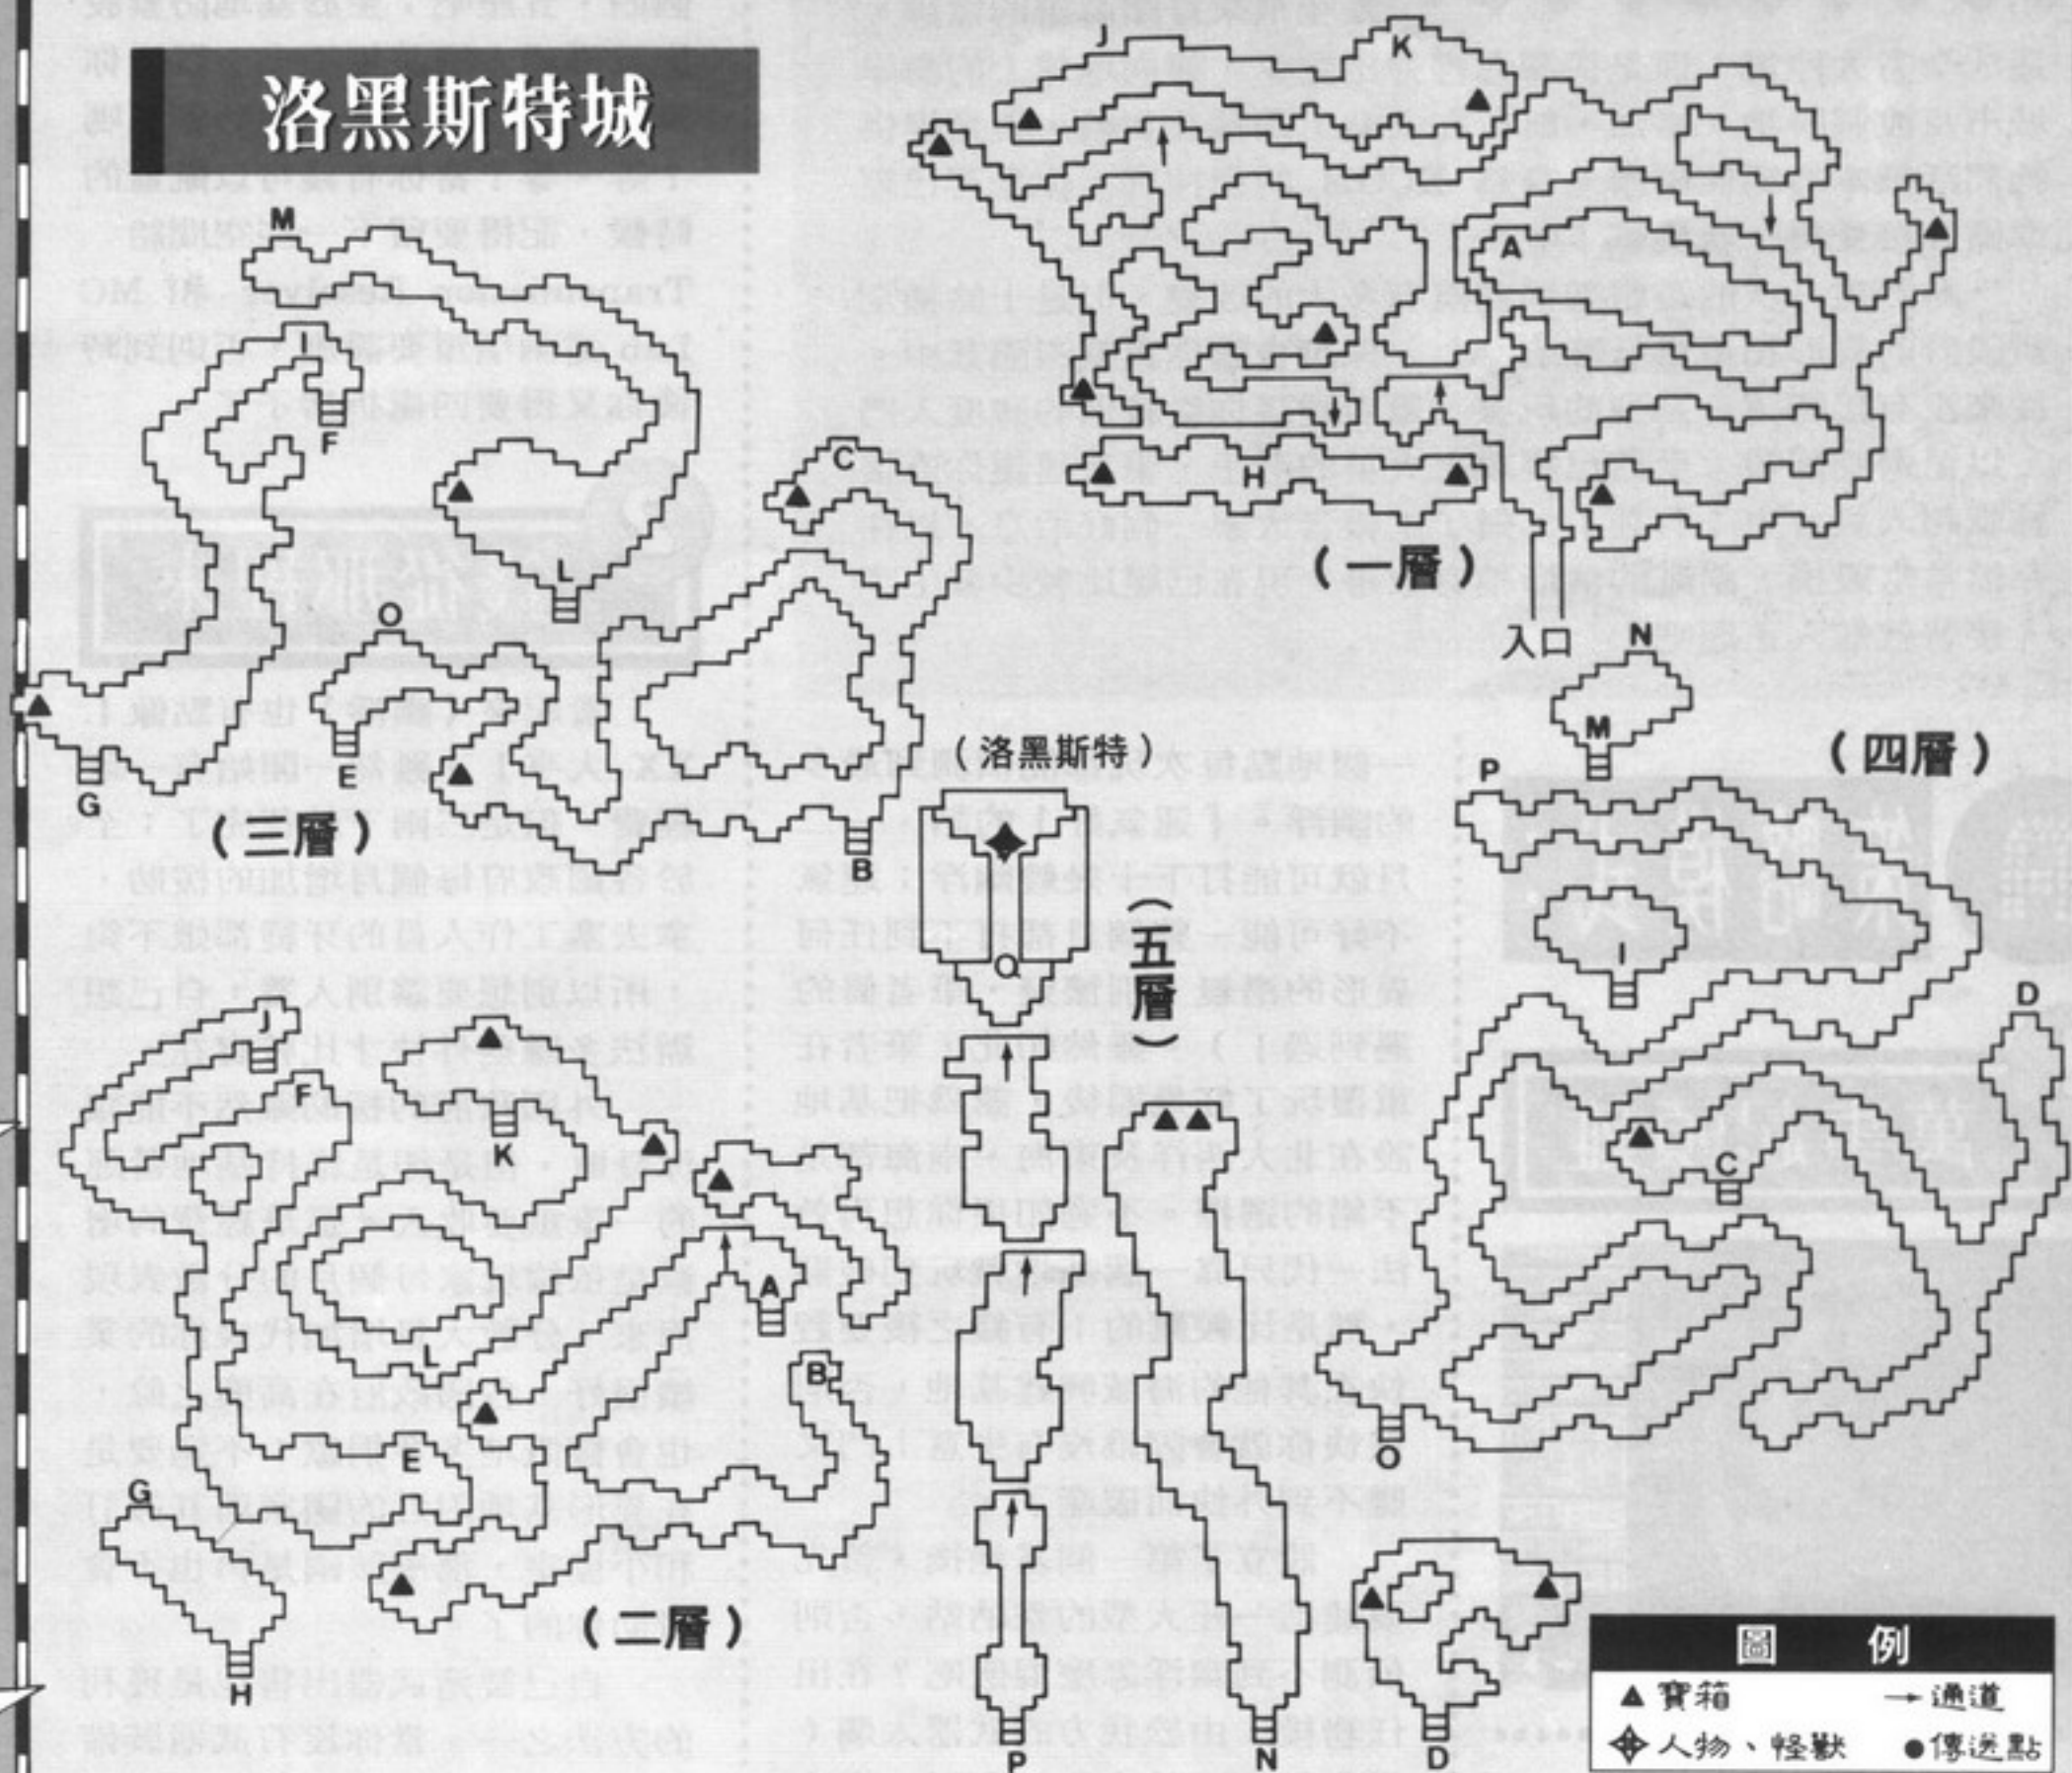 洛黑斯特城
J
K
A
H
(一層)
入口
M
I
F
C
L
O
G
E
B
(三層)
(洛黑斯特)
Q
(五層)
N
M
P
(四層)
I
D
C
O
J
F
K
A
L
B
E
G
H
(二層)
P
N
D
圖 例
▲ 寶箱
→ 通道
人物、怪獸
●傳送點